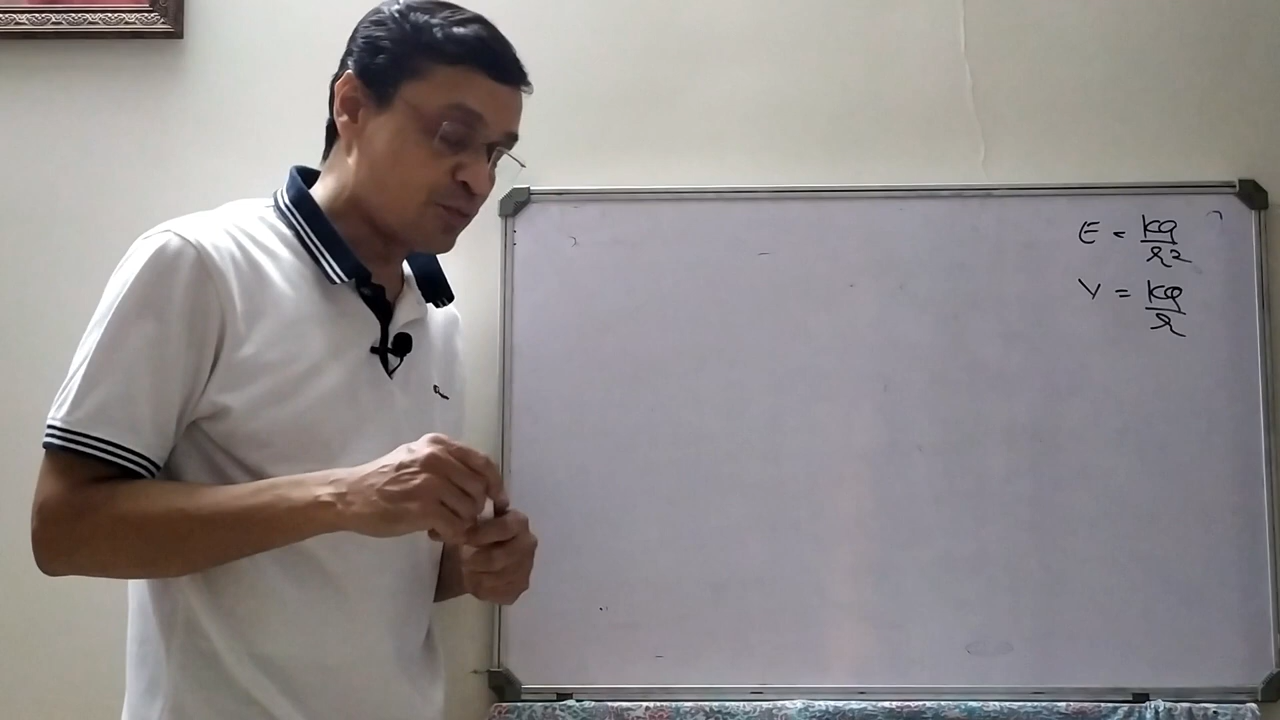 E = kq/r²
V = kq/r